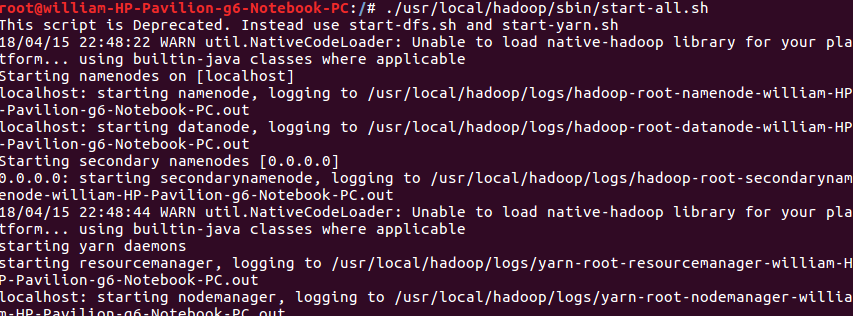 root@william-HP-Pavilion-g6-Notebook-PC:/# ./usr/local/hadoop/sbin/start-all.sh
This script is Deprecated. Instead use start-dfs.sh and start-yarn.sh
18/04/15 22:48:22 WARN util.NativeCodeLoader: Unable to load native-hadoop library for your pla
tform... using builtin-java classes where applicable
Starting namenodes on [localhost]
localhost: starting namenode, logging to /usr/local/hadoop/logs/hadoop-root-namenode-william-HP
-Pavilion-g6-Notebook-PC.out
localhost: starting datanode, logging to /usr/local/hadoop/logs/hadoop-root-datanode-william-HP
-Pavilion-g6-Notebook-PC.out
Starting secondary namenodes [0.0.0.0]
0.0.0.0: starting secondarynamenode, logging to /usr/local/hadoop/logs/hadoop-root-secondarynam
enode-william-HP-Pavilion-g6-Notebook-PC.out
18/04/15 22:48:44 WARN util.NativeCodeLoader: Unable to load native-hadoop library for your pla
tform... using builtin-java classes where applicable
starting yarn daemons
starting resourcemanager, logging to /usr/local/hadoop/logs/yarn-root-resourcemanager-william-H
P-Pavilion-g6-Notebook-PC.out
localhost: starting nodemanager, logging to /usr/local/hadoop/logs/yarn-root-nodemanager-willia
m-HP-Pavilion-g6-Notebook-PC.out